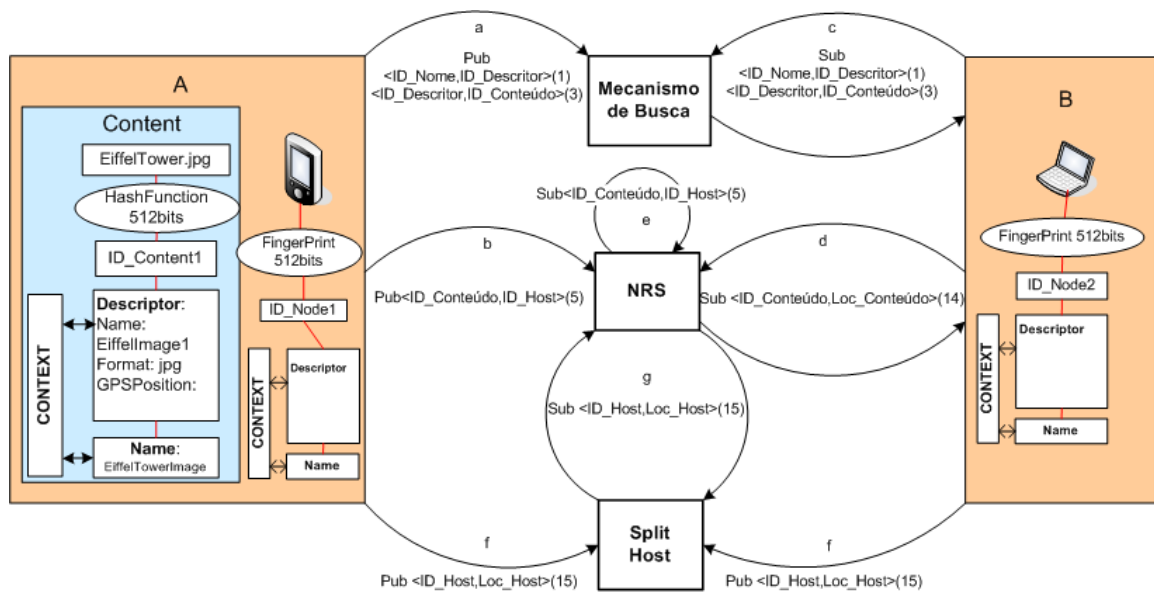 a
Pub
<ID_Nome,ID_Descritor>(1)
<ID_Descritor,ID_Conteúdo>(3)
c
Sub
<ID_Nome,ID_Descritor>(1)
<ID_Descritor,ID_Conteúdo>(3)
Mecanismo
de Busca
A
Content
EiffelTower.jpg
HashFunction
512bits
ID_Content1
Descriptor:
Name:
EiffelImage1
Format: jpg
GPSPosition:
CONTEXT
Name:
EiffelTowerImage
FingerPrint
512bits
ID_Node1
Descriptor
CONTEXT
Name
Sub<ID_Conteúdo,ID_Host>(5)
e
b
Pub<ID_Conteúdo,ID_Host>(5)
NRS
d
Sub <ID_Conteúdo,Loc_Conteúdo>(14)
g
Sub <ID_Host,Loc_Host>(15)
Split
Host
f
Pub <ID_Host,Loc_Host>(15)
f
Pub <ID_Host,Loc_Host>(15)
B
FingerPrint 512bits
ID_Node2
Descriptor
CONTEXT
Name